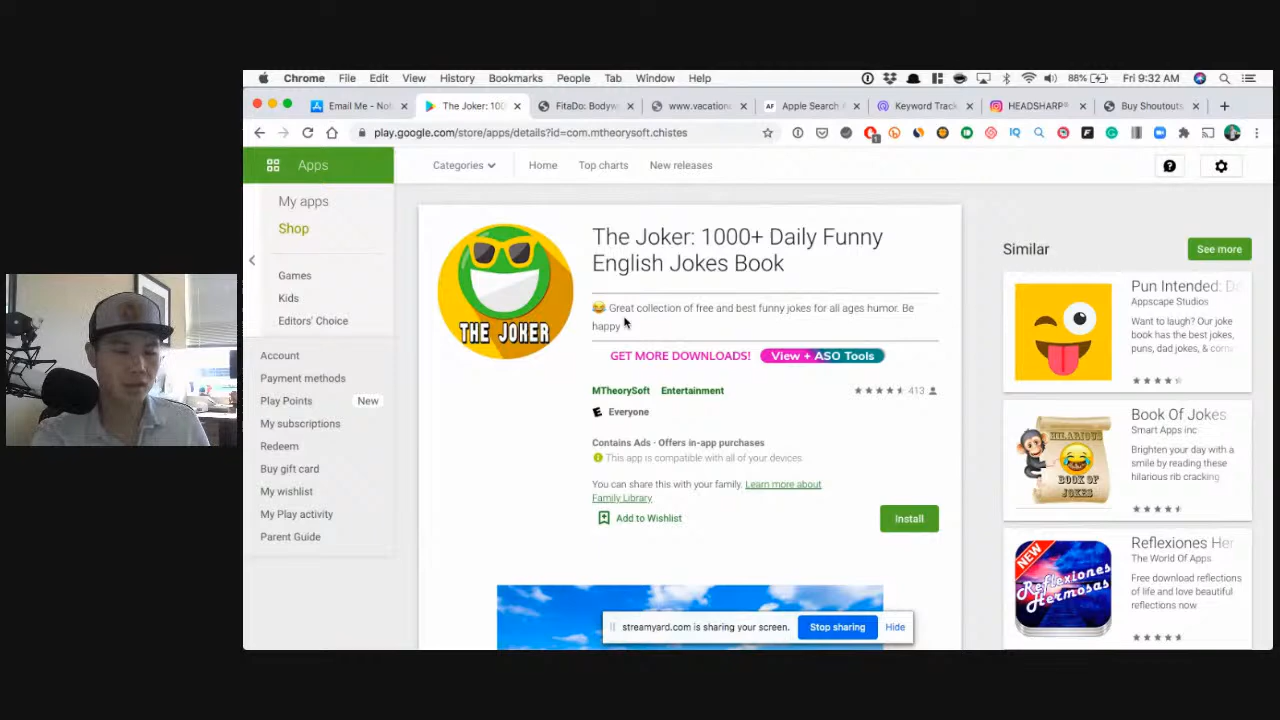 Chrome File Edit View History Bookmarks People Tab Window Help 88% Fri 9:32 AM
Email Me - No
The Joker: 100
FitaDo: Bodyw
www.vacation
Apple Search
Keyword Track
HEADSHARP®
Buy Shoutouts
play.google.com/store/apps/details?id=com.mtheorysoft.chistes
Apps
Categories
Home
Top charts
New releases
My apps
Shop
Games
Kids
Editors' Choice
Account
Payment methods
Play Points New
My subscriptions
Redeem
Buy gift card
My wishlist
My Play activity
Parent Guide
THE JOKER
The Joker: 1000+ Daily Funny
English Jokes Book
Great collection of free and best funny jokes for all ages humor. Be
happy
GET MORE DOWNLOADS! View + ASO Tools
MTheorySoft Entertainment 413
E Everyone
Contains Ads · Offers in-app purchases
This app is compatible with all of your devices.
You can share this with your family. Learn more about
Family Library
Add to Wishlist
Install
streamyard.com is sharing your screen. Stop sharing Hide
Similar
See more
Pun Intended: D
Appscape Studios
Want to laugh? Our joke
book has the best jokes,
puns, dad jokes, & corn
HILARIOUS
BOOK OF
JOKES
Book Of Jokes
Smart Apps inc
Brighten your day with a
smile by reading these
hilarious rib cracking
NEW
Reflexiones
Hermosas
Reflexiones Her
The World Of Apps
Free download reflections
of life and love beautiful
reflections now